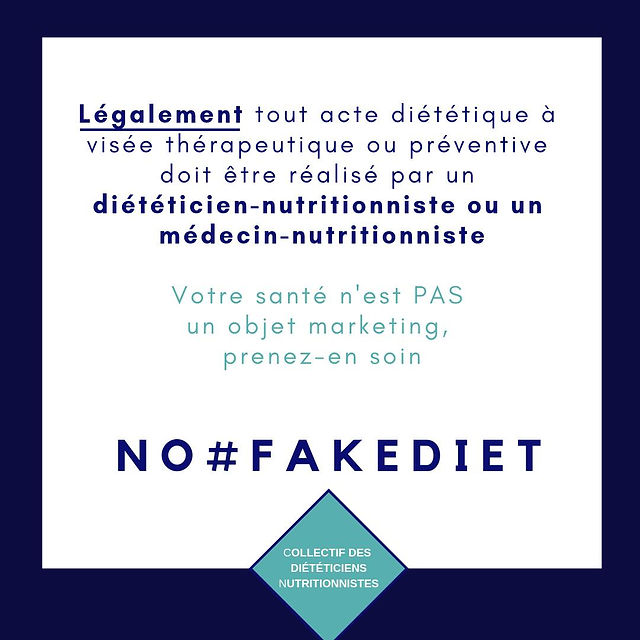 Légalement tout acte diététique à
visée thérapeutique ou préventive
doit être réalisé par un
diététicien-nutritionniste ou un
médecin-nutritionniste
Votre santé n'est PAS
un objet marketing,
prenez-en soin
NO#FAKEDIET
COLLECTIF DES
DIÉTÉTICIENS
NUTRITIONNISTES